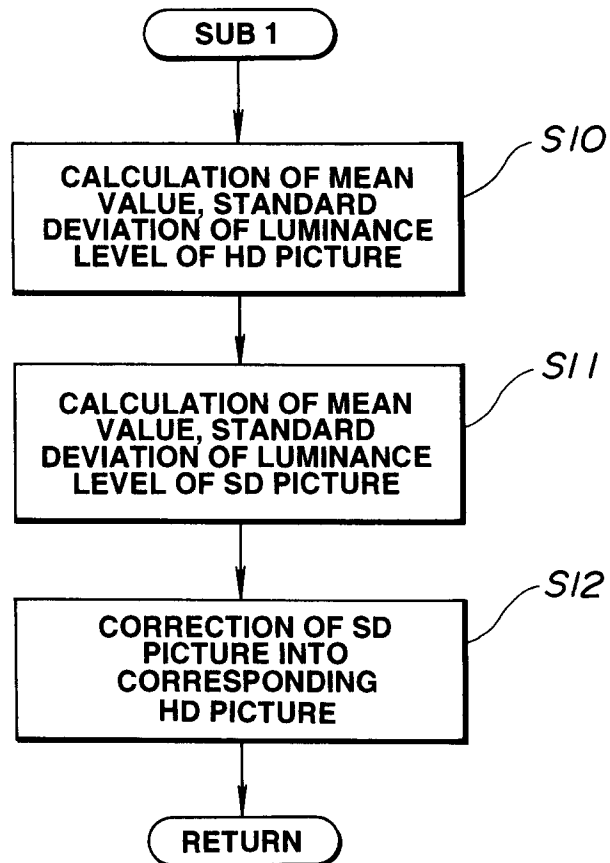 SUB 1
S10
CALCULATION OF MEAN
VALUE, STANDARD
DEVIATION OF LUMINANCE
LEVEL OF HD PICTURE
S11
CALCULATION OF MEAN
VALUE, STANDARD
DEVIATION OF LUMINANCE
LEVEL OF SD PICTURE
S12
CORRECTION OF SD
PICTURE INTO
CORRESPONDING
HD PICTURE
RETURN